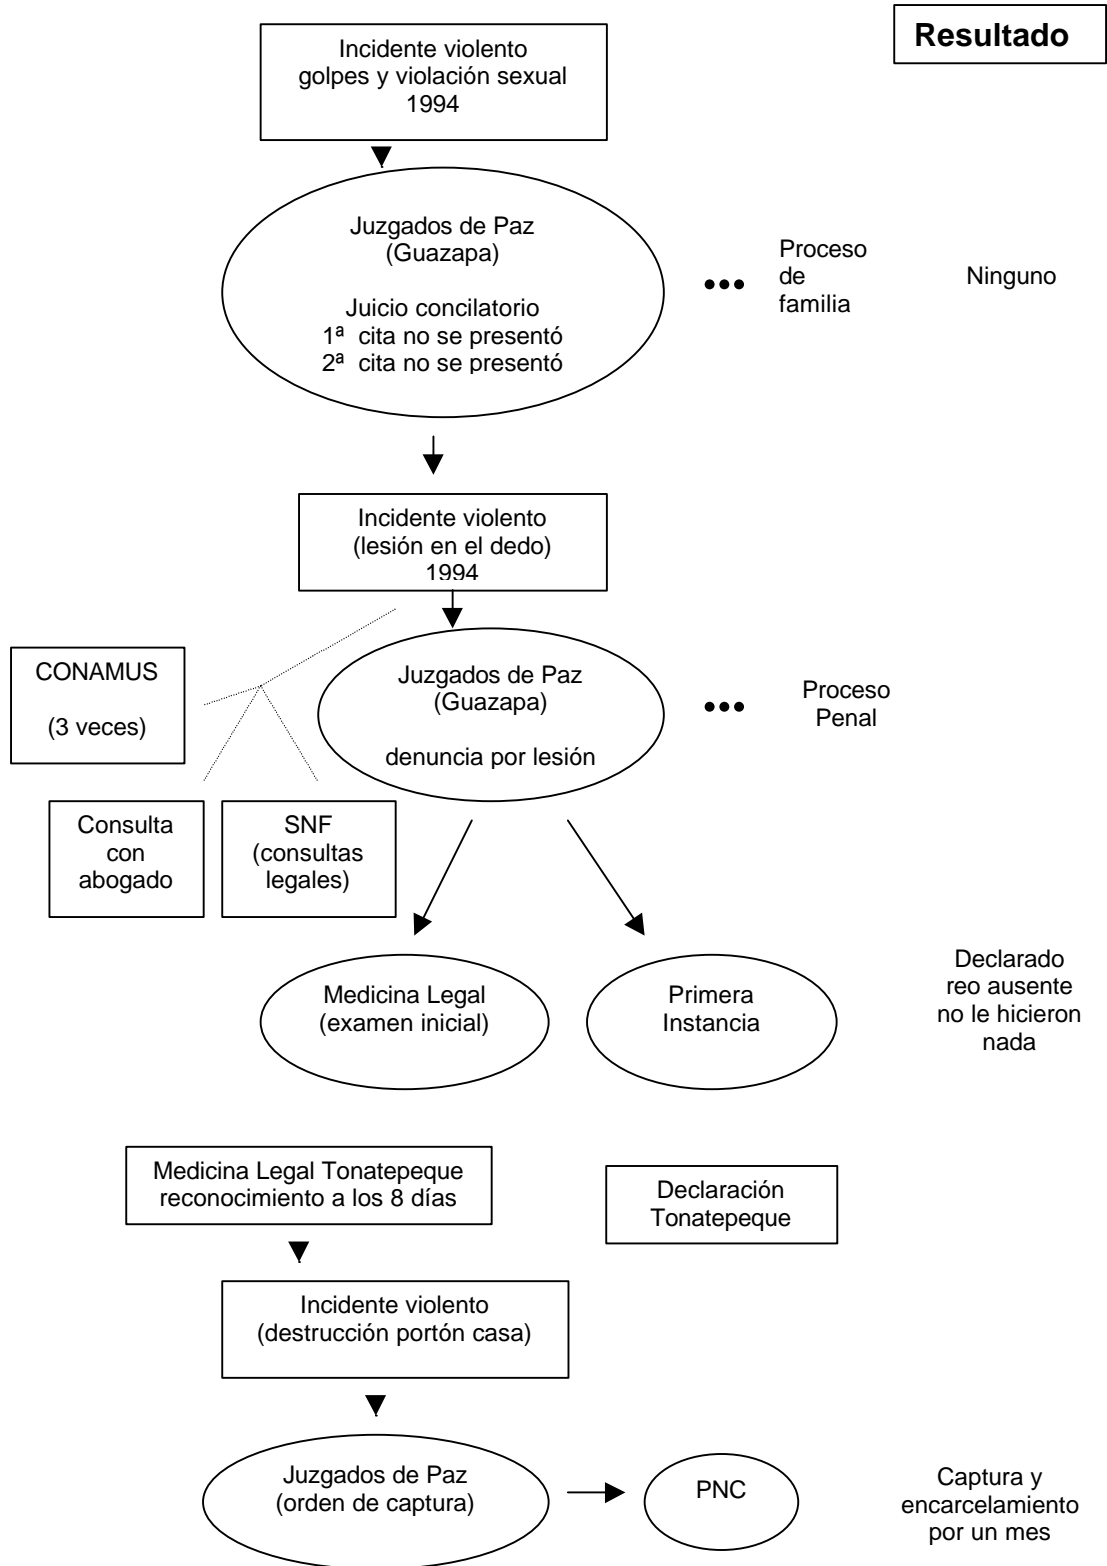 Resultado
Incidente violento
golpes y violación sexual
1994
Juzgados de Paz
(Guazapa)
Juicio concilatorio
1ª cita no se presentó
2ª cita no se presentó
•••
Proceso
de
familia
Ninguno
Incidente violento
(lesión en el dedo)
1994
CONAMUS
(3 veces)
Juzgados de Paz
(Guazapa)
denuncia por lesión
•••
Proceso
Penal
Consulta
con
abogado
SNF
(consultas
legales)
Medicina Legal
(examen inicial)
Primera
Instancia
Declarado
reo ausente
no le hicieron
nada
Medicina Legal Tonatepeque
reconocimiento a los 8 días
Declaración
Tonatepeque
Incidente violento
(destrucción portón casa)
Juzgados de Paz
(orden de captura)
PNC
Captura y
encarcelamiento
por un mes